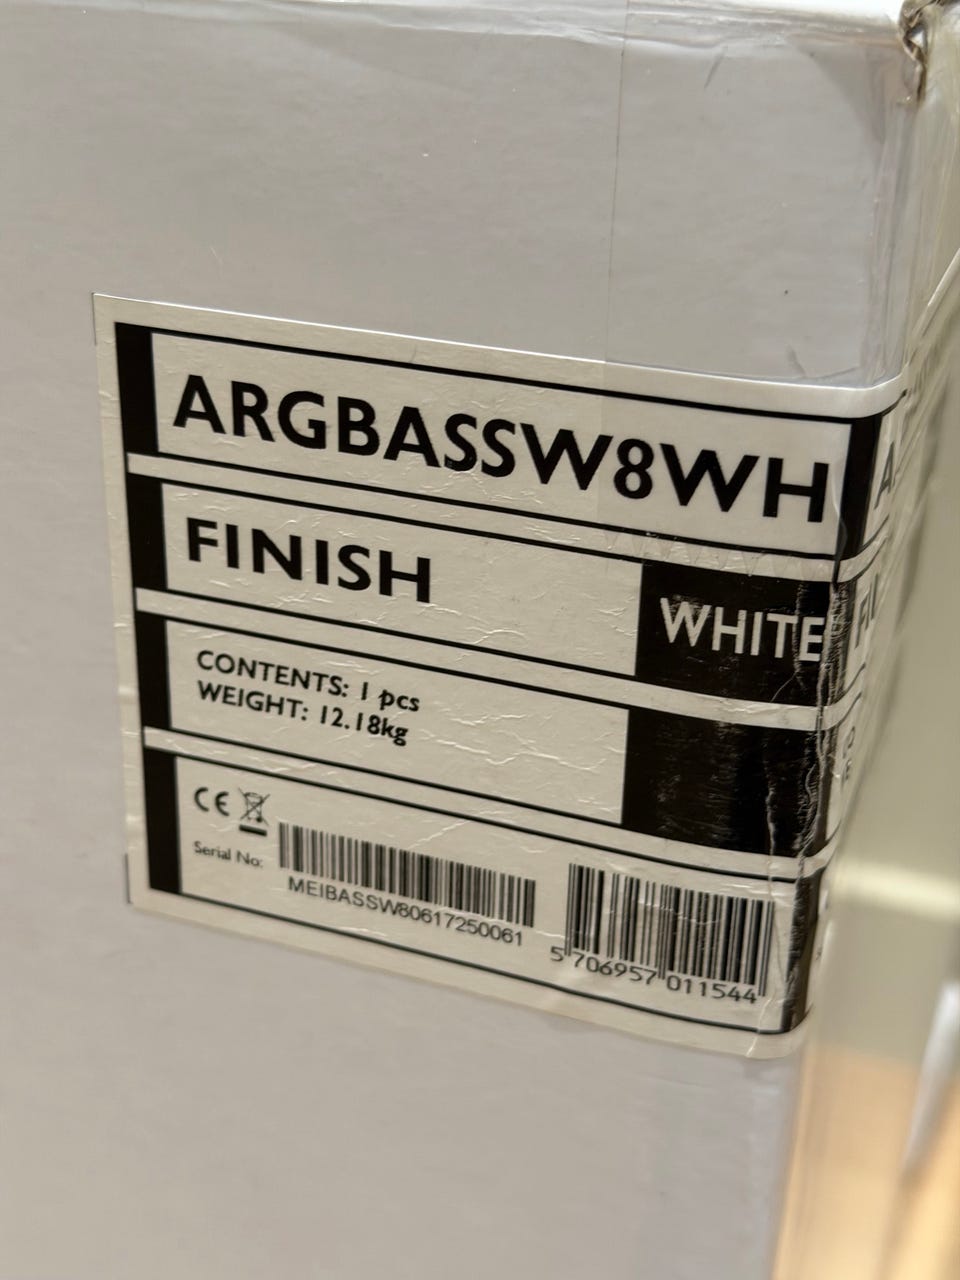 ARGBASSW8WH
FINISH
WHITE
CONTENTS: 1 pcs
WEIGHT: 12.18kg
CE
Serial No:
MEIBASSW80617250061
5 706957 011544